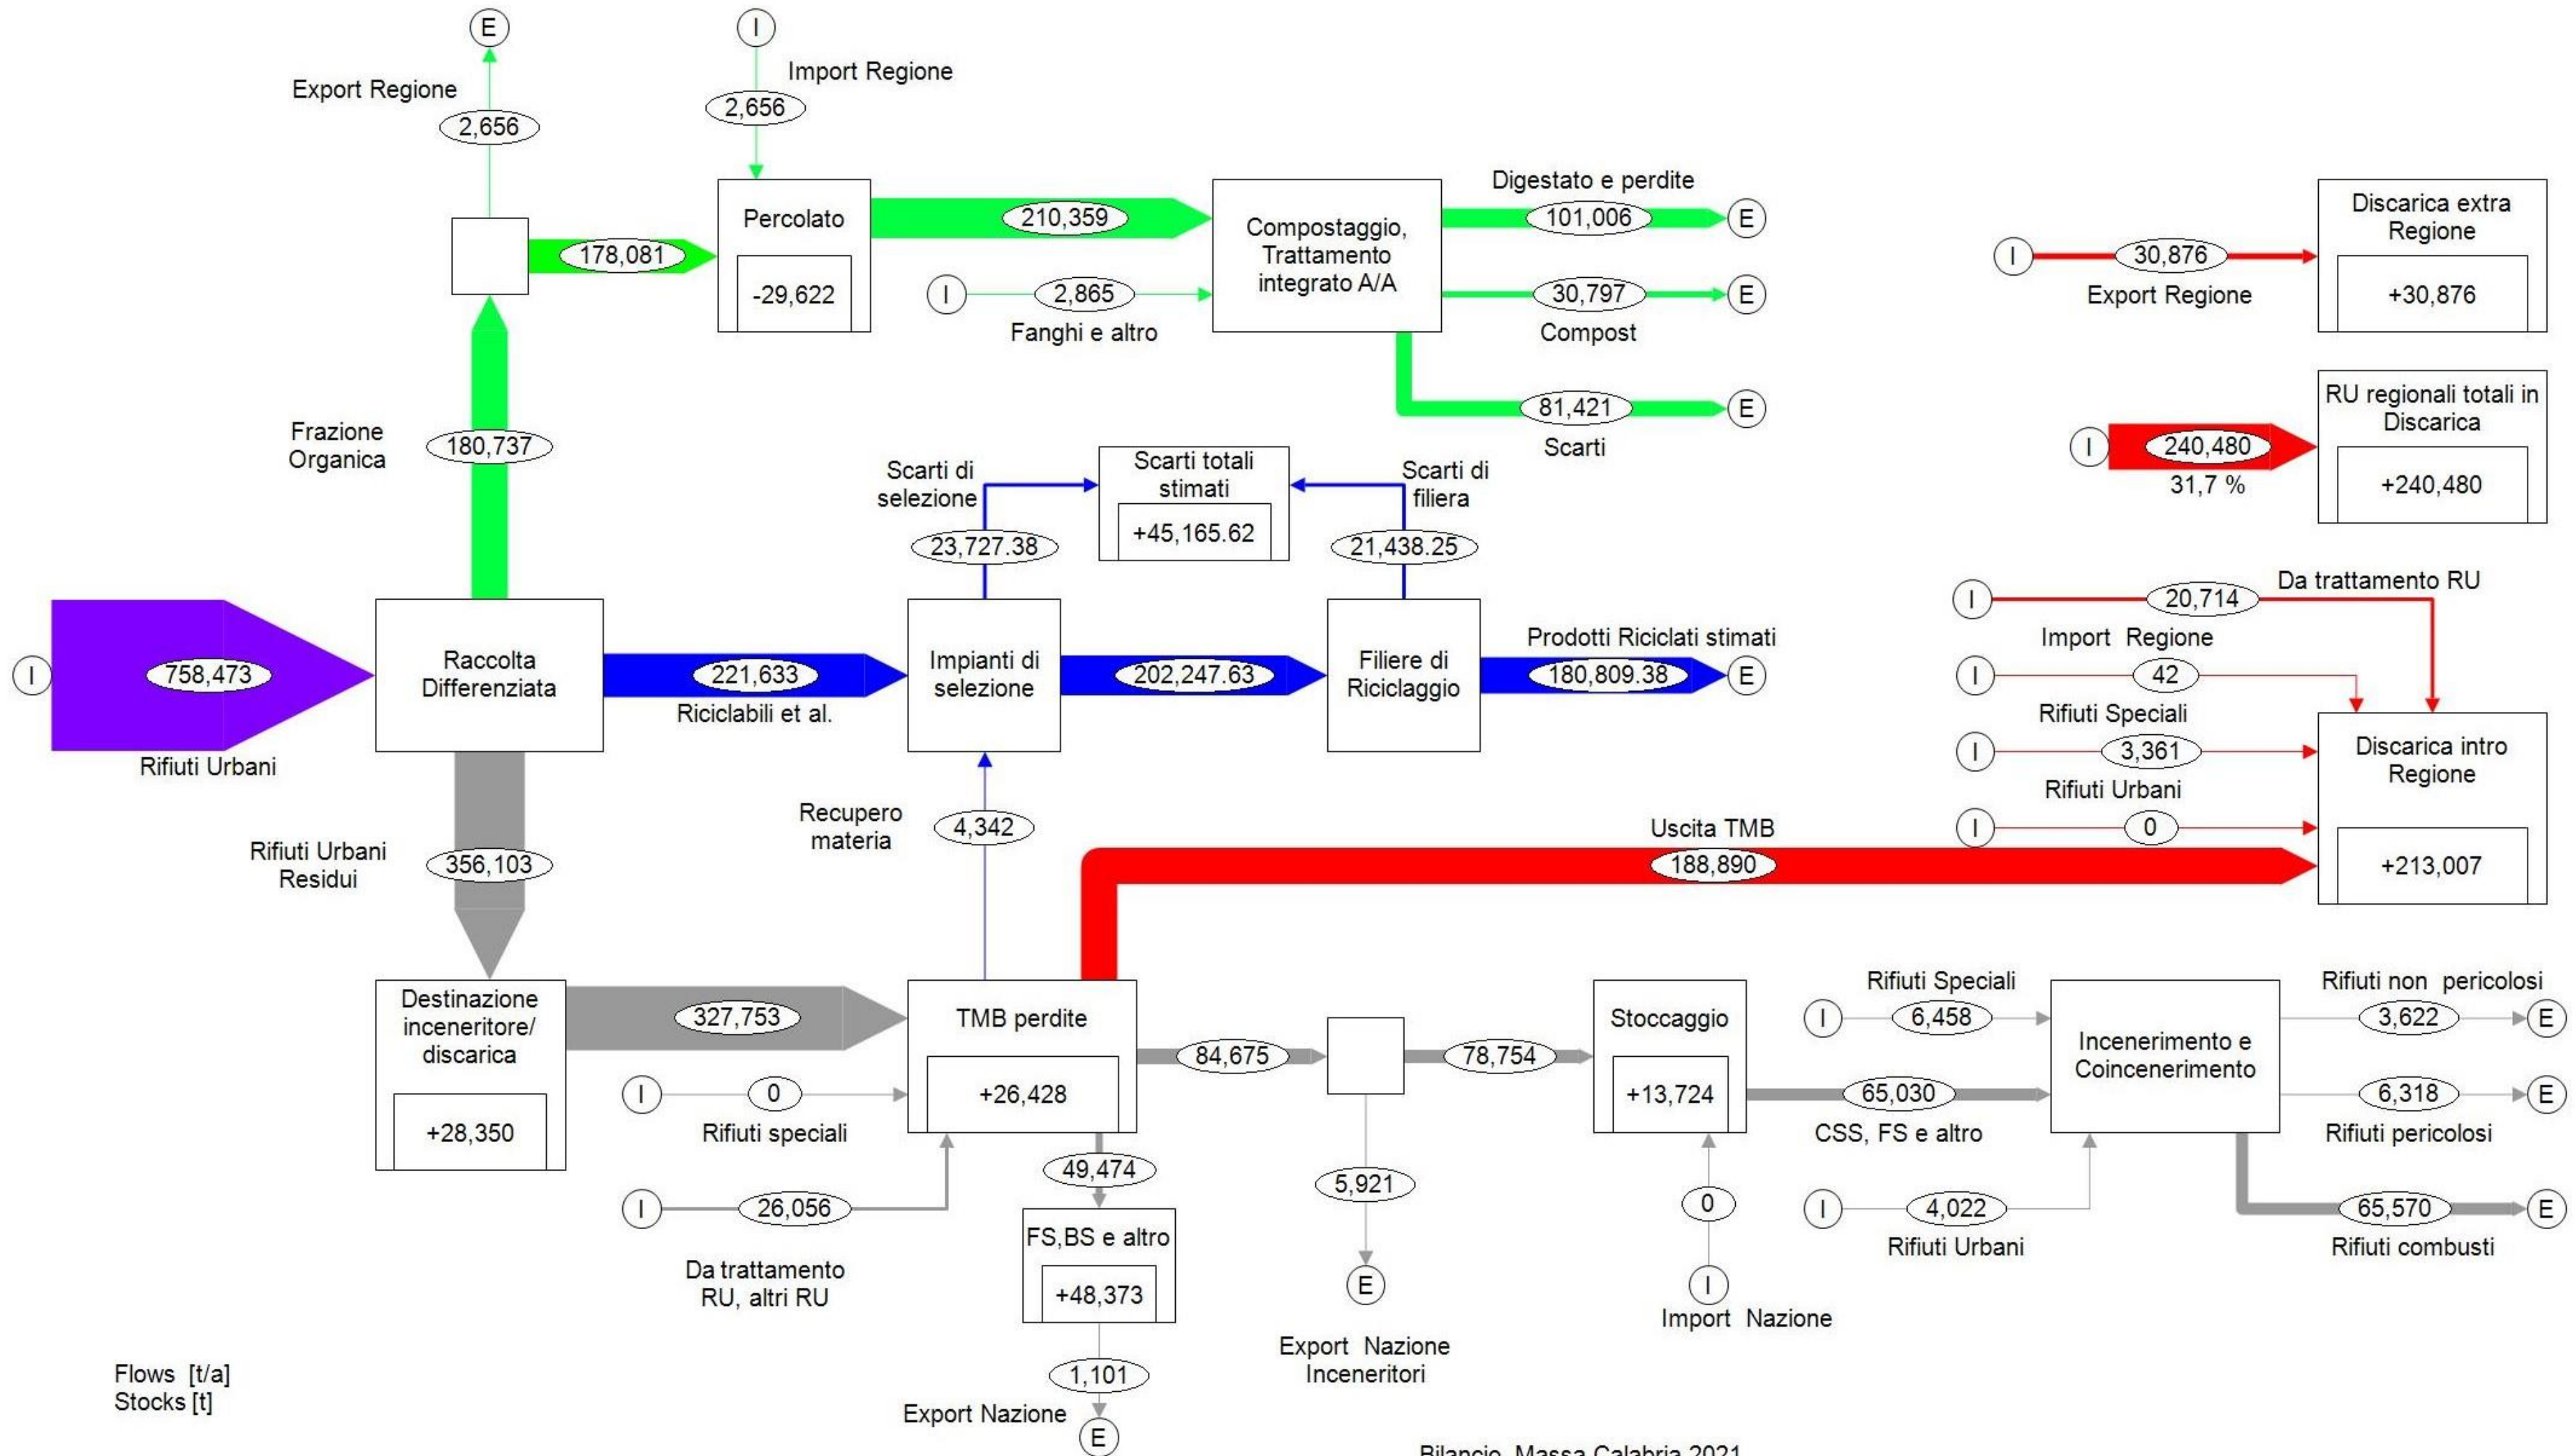 E
I
Export Regione
Import Regione
2,656
2,656
178,081
Percolato
-29,622
210,359
I
2,865
Fanghi e altro
Compostaggio,
Trattamento
integrato A/A
Digestato e perdite
101,006
E
30,797
E
Compost
81,421
E
Scarti
I
30,876
Export Regione
Discarica extra
Regione
+30,876
I
240,480
31,7 %
RU regionali totali in
Discarica
+240,480
Frazione
Organica
180,737
Scarti di
selezione
23,727.38
Scarti totali
stimati
+45,165.62
Scarti di
filiera
21,438.25
I
758,473
Rifiuti Urbani
Raccolta
Differenziata
221,633
Riciclabili et al.
Impianti di
selezione
202,247.63
Filiere di
Riciclaggio
Prodotti Riciclati stimati
180,809.38
E
I
20,714
Da trattamento RU
Import Regione
I
42
Rifiuti Speciali
I
3,361
Rifiuti Urbani
I
0
Discarica intro
Regione
+213,007
Rifiuti Urbani
Residui
356,103
Recupero
materia
4,342
Uscita TMB
188,890
Destinazione
inceneritore/
discarica
+28,350
327,753
I
0
Rifiuti speciali
I
26,056
Da trattamento
RU, altri RU
TMB perdite
+26,428
49,474
FS,BS e altro
+48,373
1,101
Export Nazione
E
84,675
5,921
E
Export Nazione
Inceneritori
78,754
Stoccaggio
+13,724
0
I
Import Nazione
Rifiuti Speciali
I
6,458
65,030
CSS, FS e altro
I
4,022
Rifiuti Urbani
Incenerimento e
Coincenerimento
Rifiuti non pericolosi
3,622
E
6,318
E
Rifiuti pericolosi
65,570
E
Rifiuti combusti
Flows [t/a]
Stocks [t]
Bilancio Massa Calabria 2021